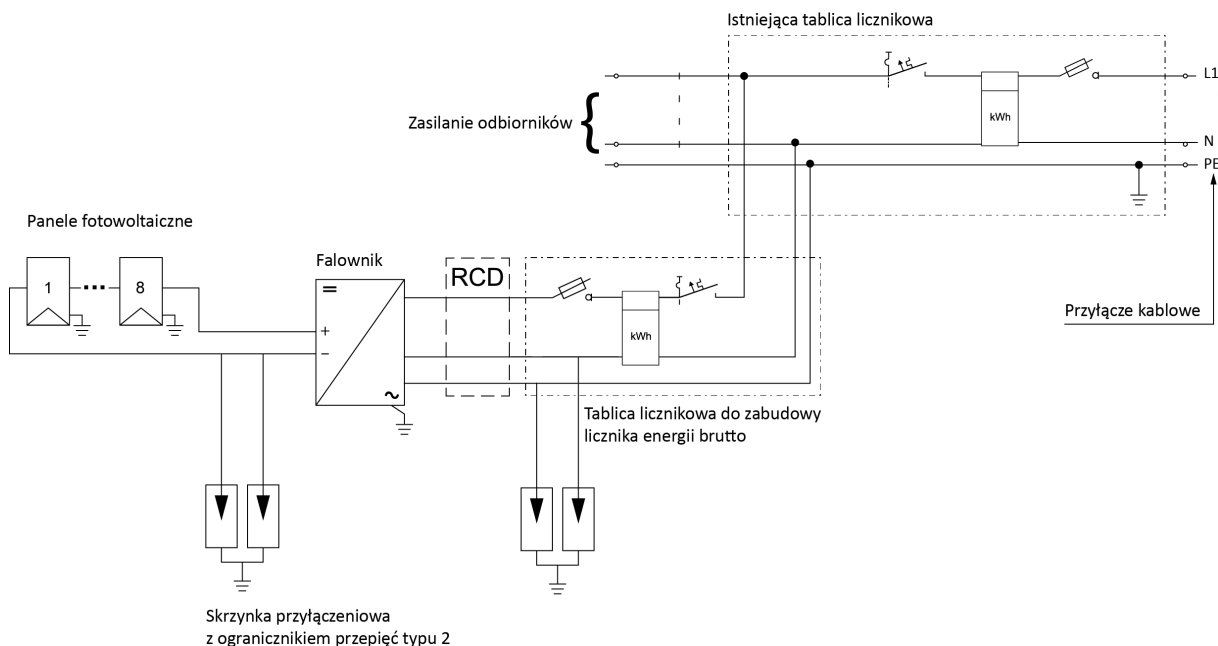 Istniejąca tablica licznikowa
L1
kWh
Zasilanie odbiorników
N
PE
Panele fotowoltaiczne
Falownik
RCD
1
8
Przyłącze kablowe
kWh
Tablica licznikowa do zabudowy
licznika energii brutto
Skrzynka przyłączeniowa
z ogranicznikiem przepięć typu 2